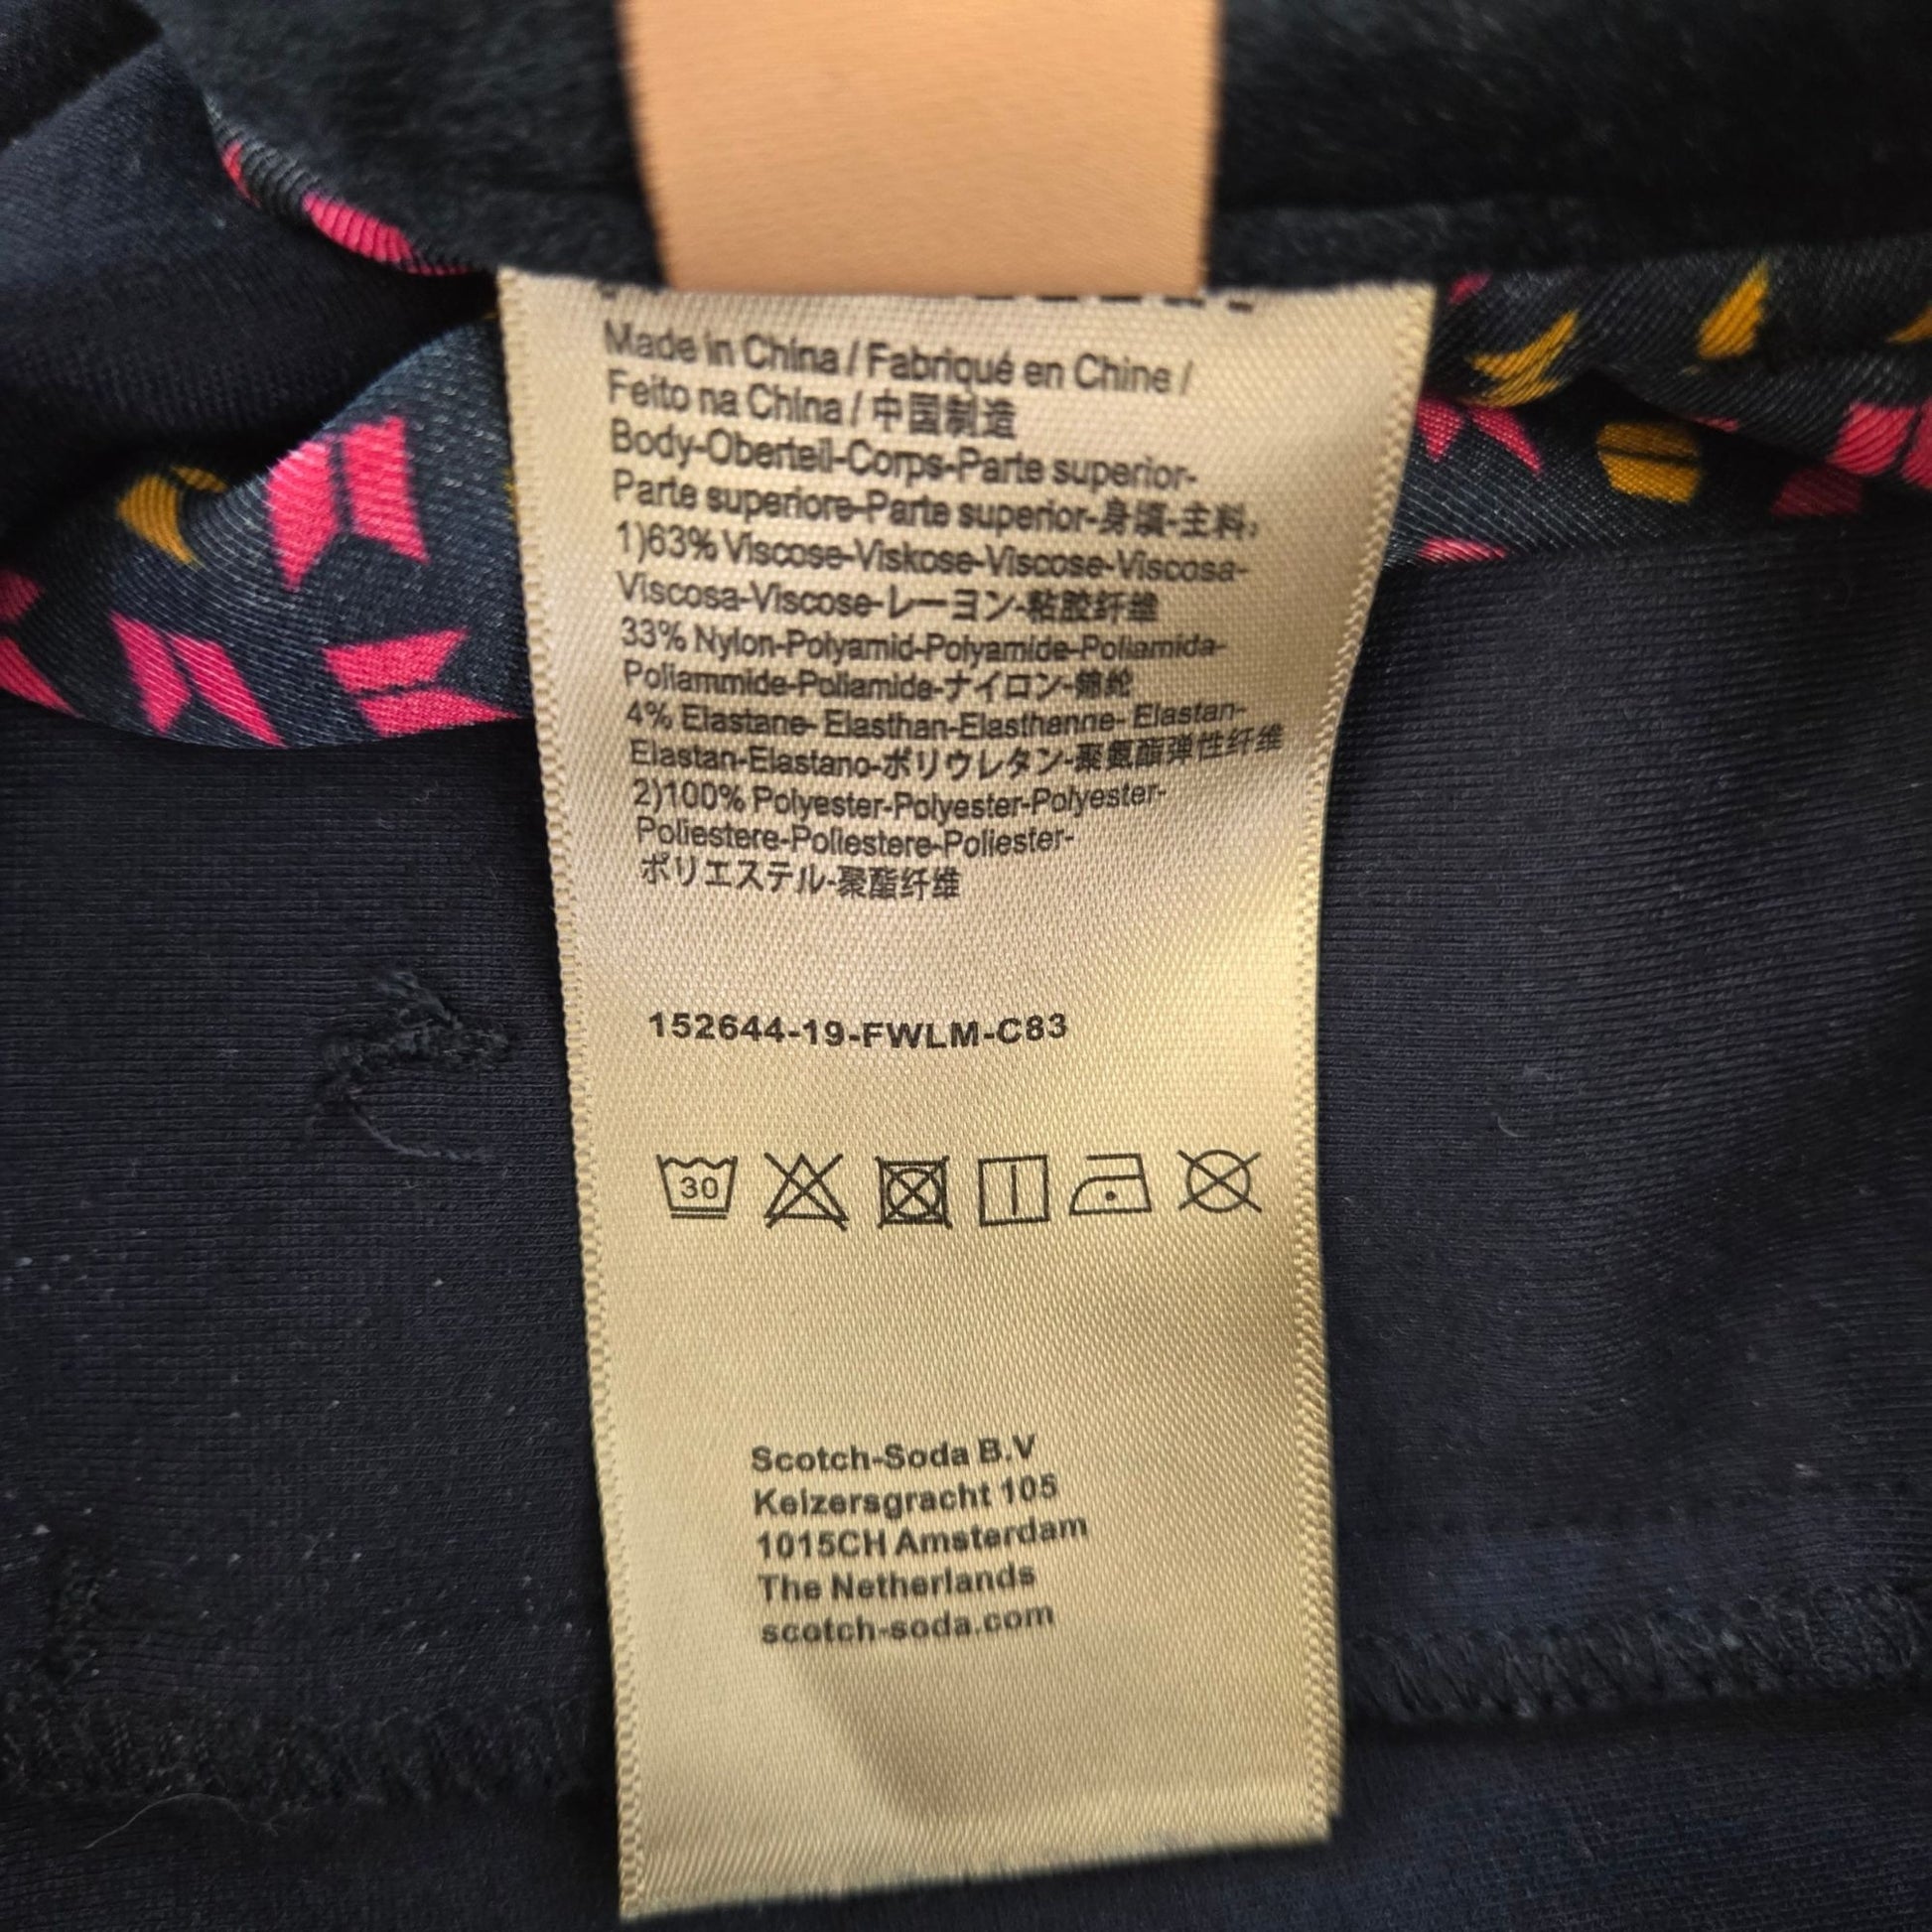 Made in China / Fabriqué en Chine /
Feito na China / 中国制造
Body-Oberteil-Corps-Parte superior-
Parte superiore-Parte superior-身頃-主料:
1)63% Viscose-Viskose-Viscose-Viscosa-
Viscosa-Viscose-レーヨン-粘胶纤维
33% Nylon-Polyamid-Polyamide-Poliamida-
Poliammide-Poliamida-ナイロン-锦纶
4% Elastane- Elasthan-Elasthanne- Elastan-
Elastan-Elastano-ポリウレタン-聚氨酯弹性纤维
2)100% Polyester-Polyester-Polyester-
Poliestere-Poliestere-Poliester-
ポリエステル-聚酯纤维
152644-19-FWLM-C83
30
Scotch-Soda B.V
Keizersgracht 105
1015CH Amsterdam
The Netherlands
scotch-soda.com